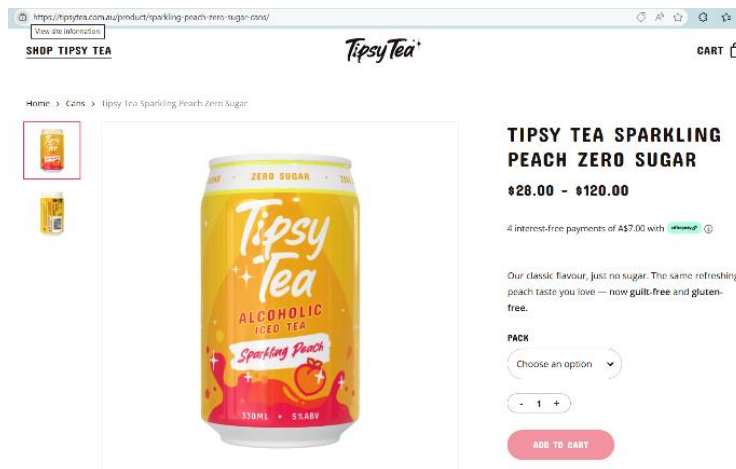 https://tipsytea.com.au/product/sparkling-peach-zero-sugar-cans/
View site information
SHOP TIPSY TEA
Tipsy Tea
CART
Home > Cans > Tipsy Tea Sparkling Peach Zero Sugar
ZERO SUGAR
Tipsy
Tea
ALCOHOLIC
ICED TEA
Sparkling Peach
330ML • 5%ABV
TIPSY TEA SPARKLING
PEACH ZERO SUGAR
$28.00 – $120.00
4 interest-free payments of A$7.00 with afterpay
Our classic flavour, just no sugar. The same refreshing
peach taste you love — now guilt-free and gluten-
free.
PACK
Choose an option
- 1 +
ADD TO CART